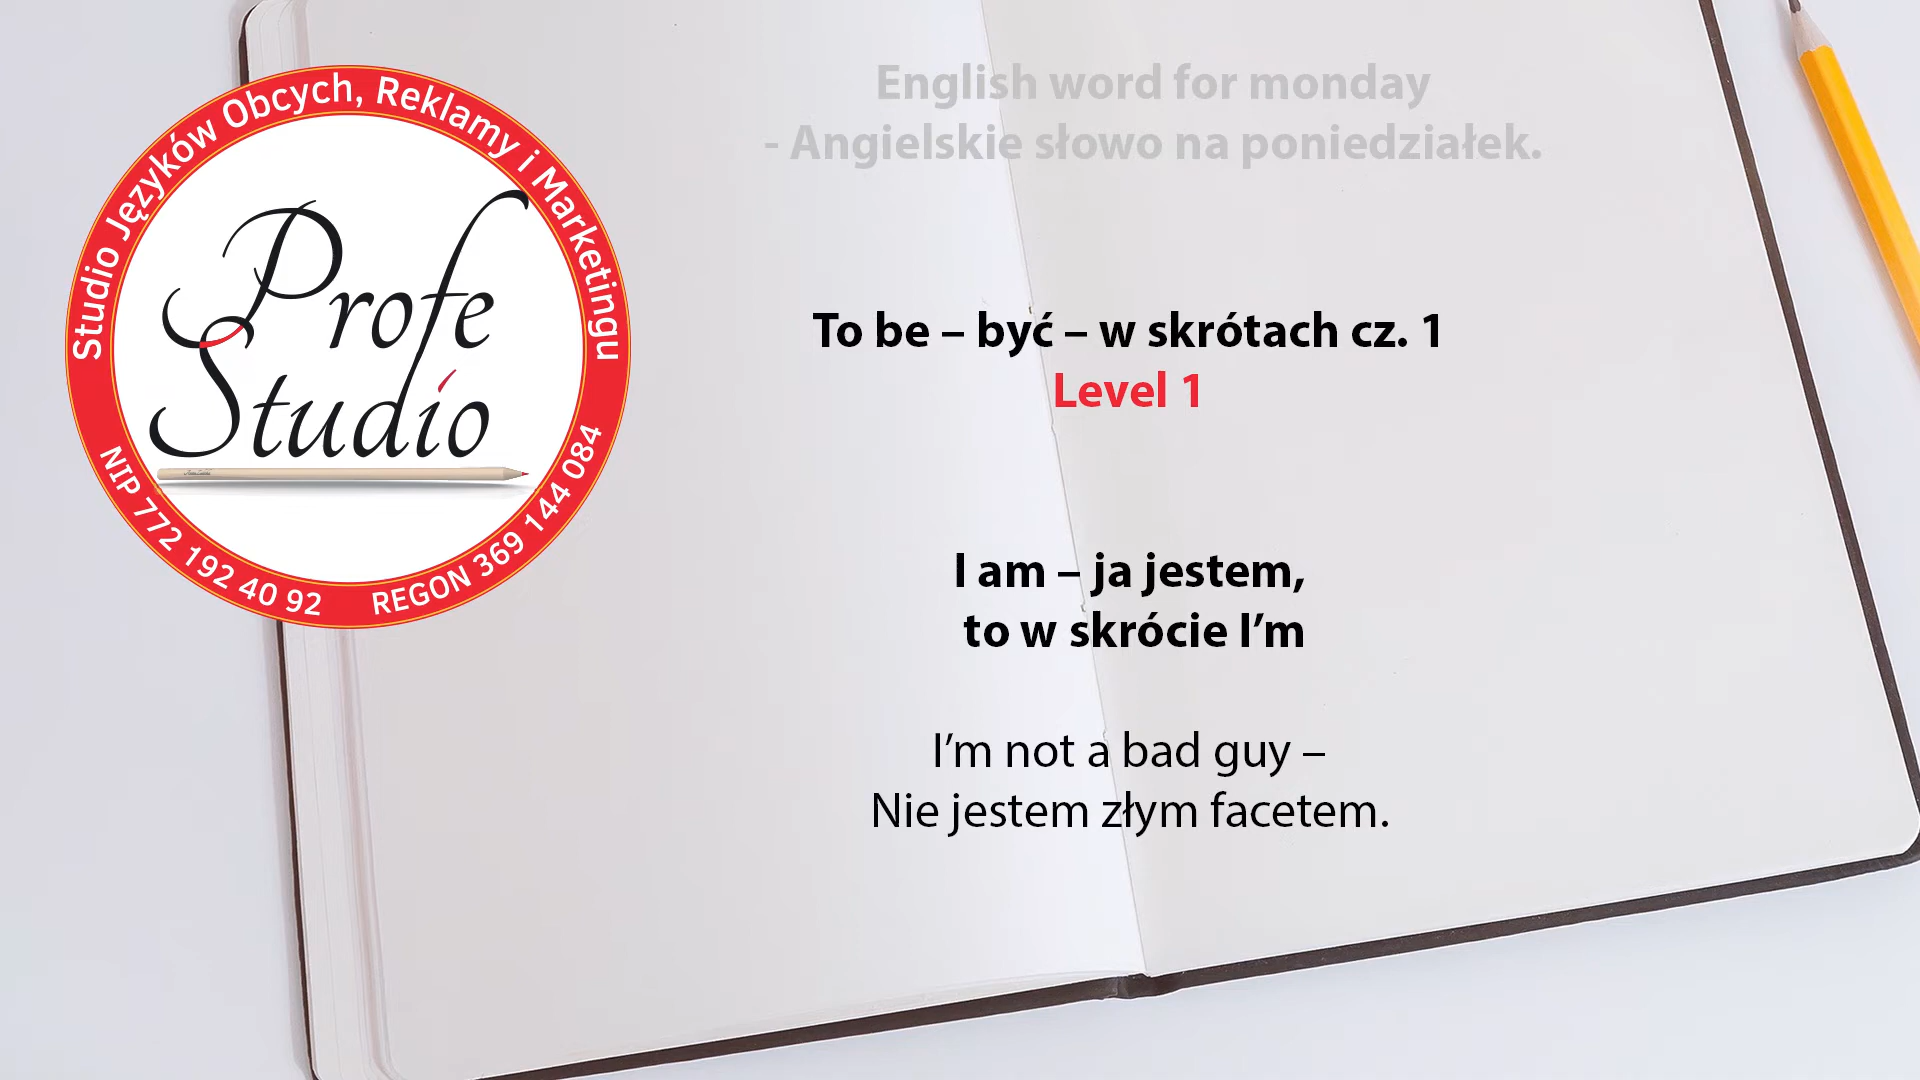 Studio Języków Obcych, Reklamy i Marketingu
Profe
Studio
NIP 772 192 40 92 REGON 369 144 084
English word for monday
- Angielskie słowo na poniedziałek.
To be – być – w skrótach cz. 1
Level 1
I am – ja jestem,
to w skrócie I’m
I’m not a bad guy –
Nie jestem złym facetem.